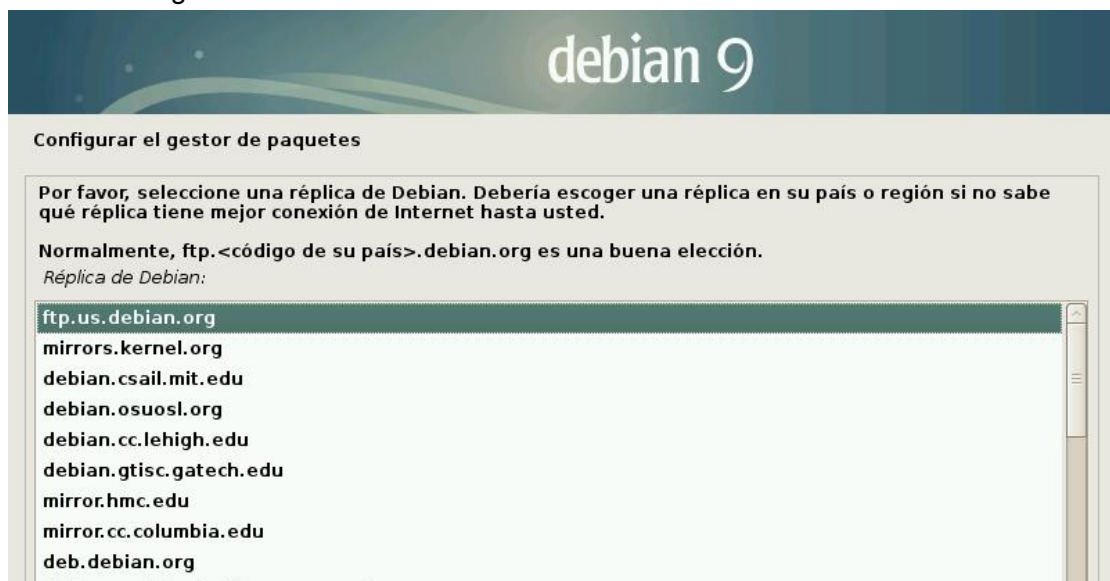 debian 9
Configurar el gestor de paquetes
Por favor, seleccione una réplica de Debian. Debería escoger una réplica en su país o región si no sabe
qué réplica tiene mejor conexión de Internet hasta usted.
Normalmente, ftp.<código de su país>.debian.org es una buena elección.
Réplica de Debian:
ftp.us.debian.org
mirrors.kernel.org
debian.csail.mit.edu
debian.osuosl.org
debian.cc.lehigh.edu
debian.gtisc.gatech.edu
mirror.hmc.edu
mirror.cc.columbia.edu
deb.debian.org